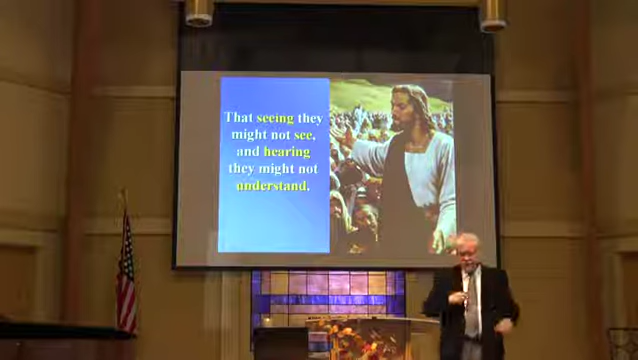 That seeing they
might not see,
and hearing
they might not
understand.